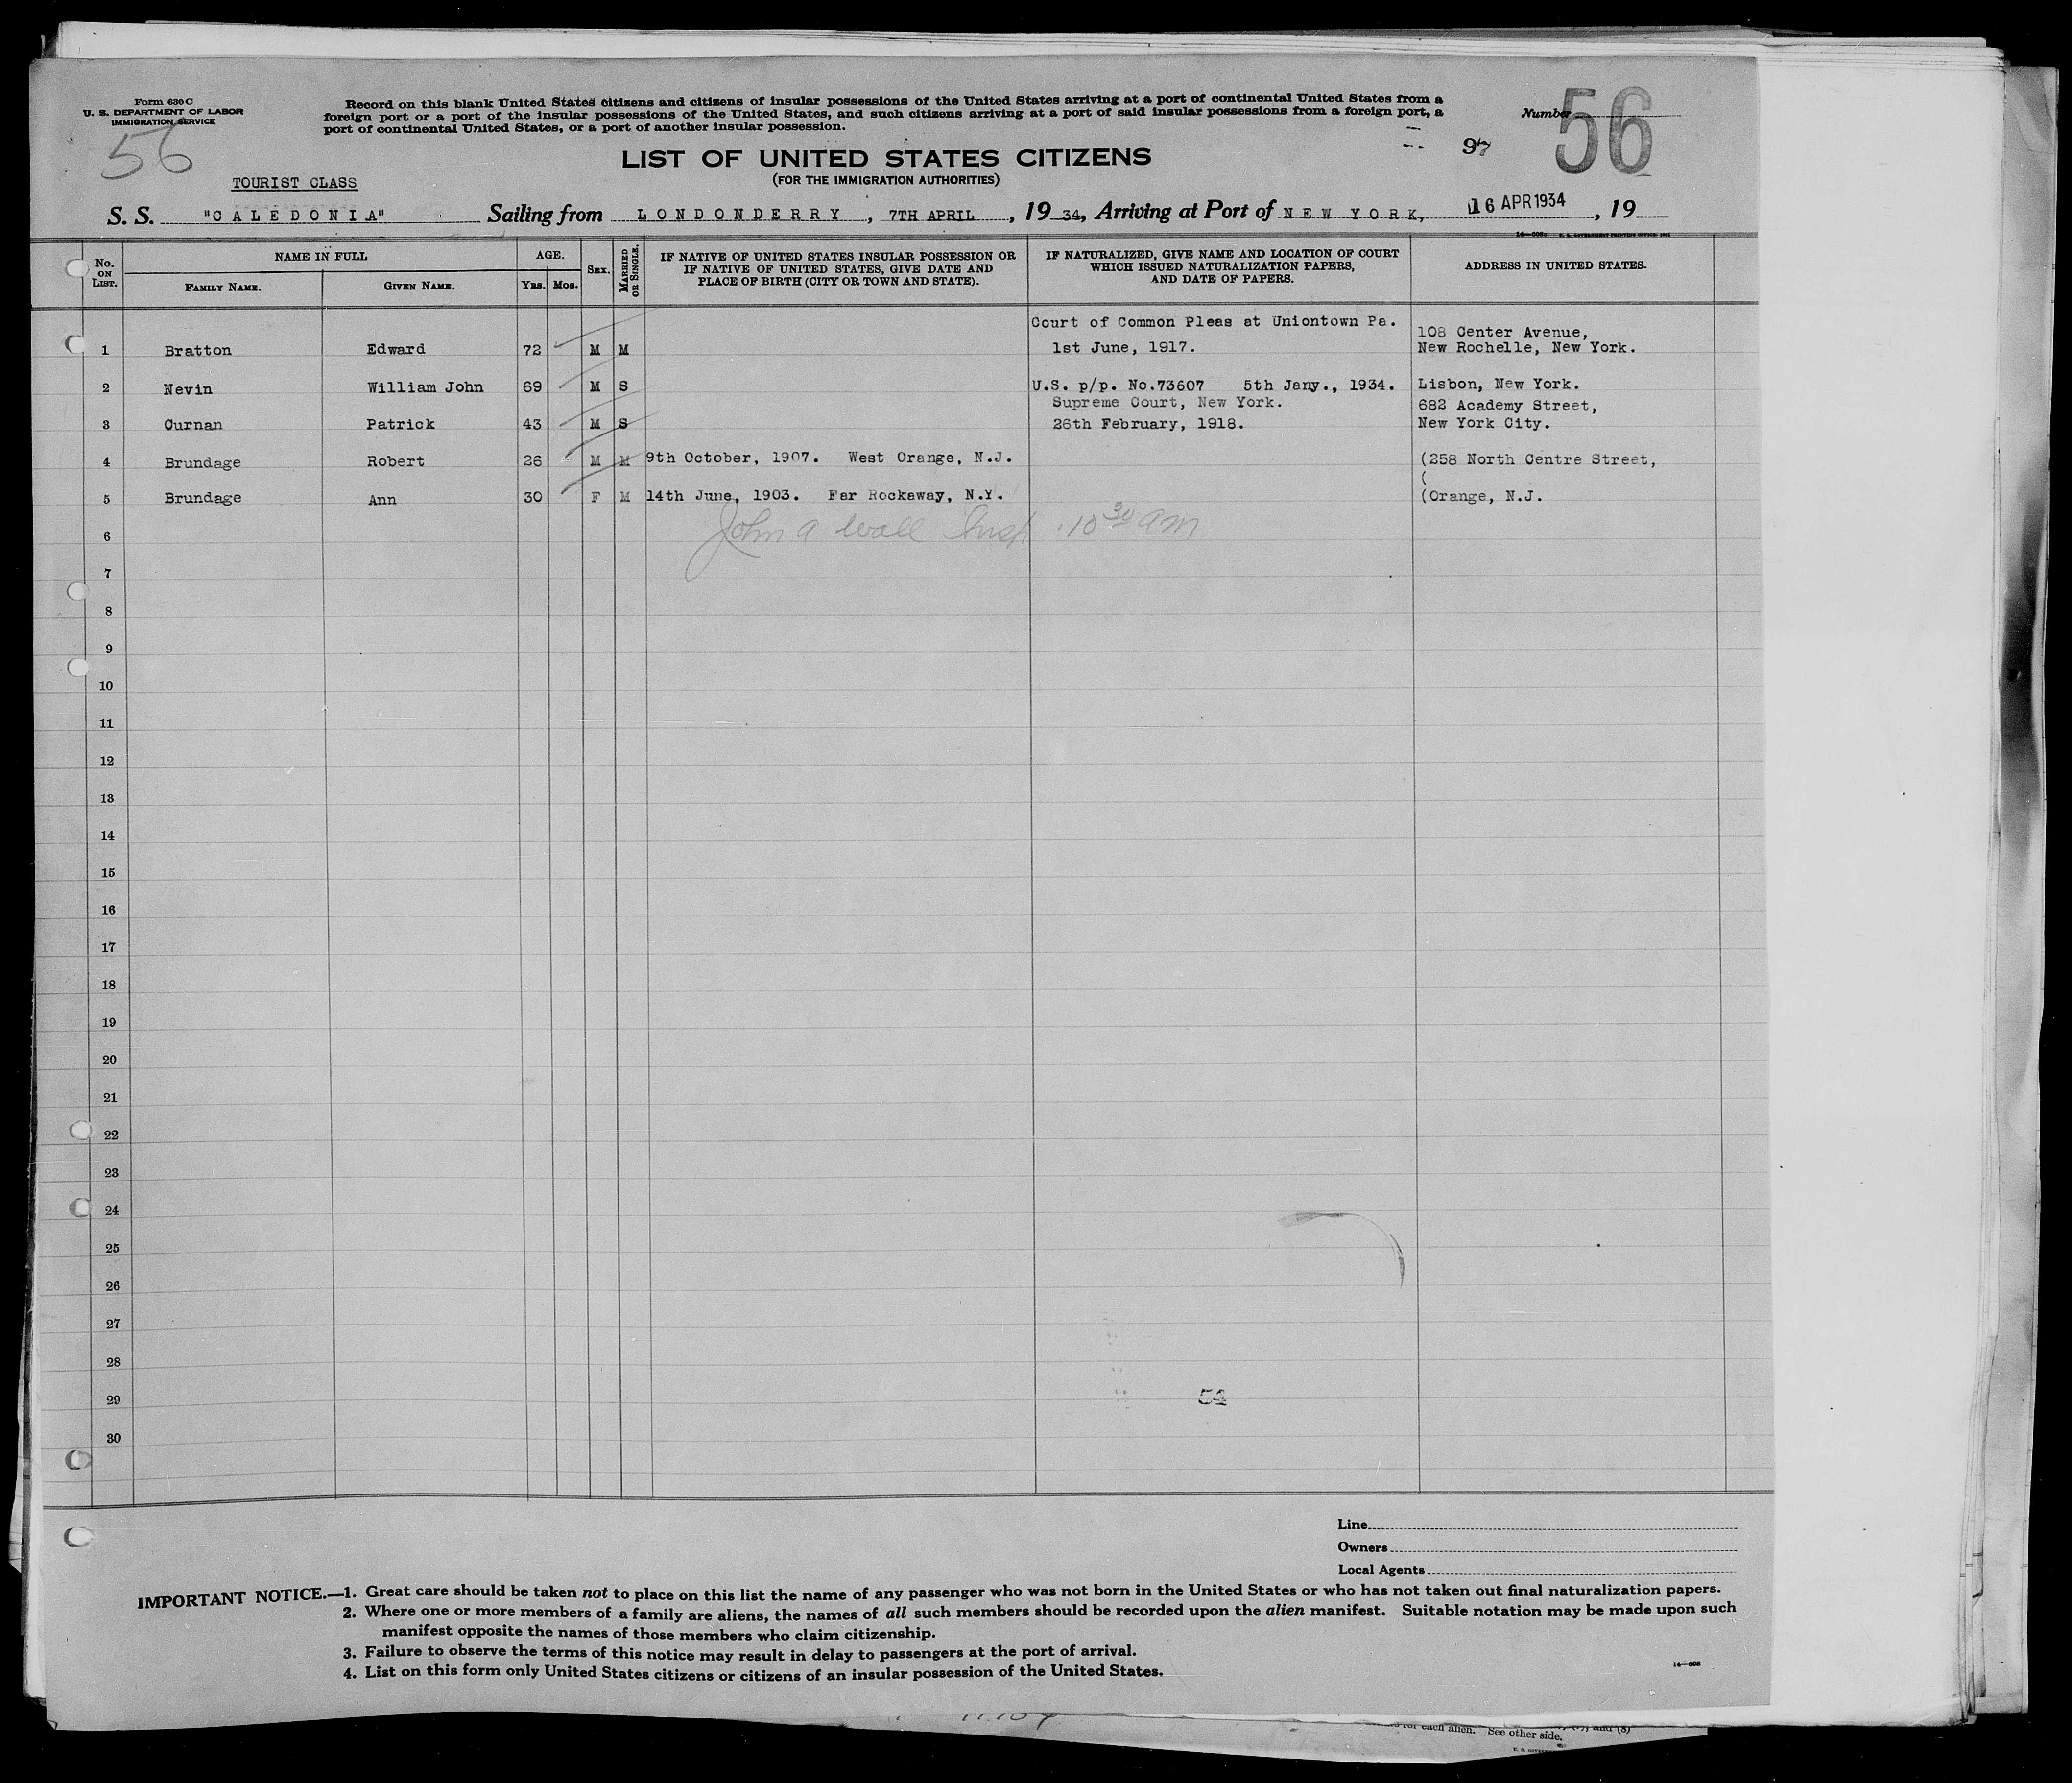 Form 630 C
U. S. DEPARTMENT OF LABOR
IMMIGRATION SERVICE
56
Record on this blank United States citizens and citizens of insular possessions of the United States arriving at a port of continental United States from a
foreign port or a port of the insular possessions of the United States, and such citizens arriving at a port of said insular possessions from a foreign port, a
port of continental United States, or a port of another insular possession.
Number 56
97
LIST OF UNITED STATES CITIZENS
(FOR THE IMMIGRATION AUTHORITIES)
TOURIST CLASS
S. S. "CALEDONIA" Sailing from LONDONDERRY, 7TH APRIL, 19 34, Arriving at Port of NEW YORK, 16 APR 1934, 19
No. ON LIST.
NAME IN FULL
FAMILY NAME. GIVEN NAME.
AGE.
YRS. MOS.
SEX.
MARRIED OR SINGLE.
IF NATIVE OF UNITED STATES INSULAR POSSESSION OR
IF NATIVE OF UNITED STATES, GIVE DATE AND
PLACE OF BIRTH (CITY OR TOWN AND STATE).
IF NATURALIZED, GIVE NAME AND LOCATION OF COURT
WHICH ISSUED NATURALIZATION PAPERS,
AND DATE OF PAPERS.
ADDRESS IN UNITED STATES.
Court of Common Pleas at Uniontown Pa. 108 Center Avenue,
1 Bratton Edward 72 M M 1st June, 1917. New Rochelle, New York.
2 Nevin William John 69 M S U.S. p/p. No.73607 5th Jany., 1934. Lisbon, New York.
Supreme Court, New York. 682 Academy Street,
3 Curnan Patrick 43 M S 26th February, 1918. New York City.
4 Brundage Robert 26 M M 9th October, 1907. West Orange, N.J. (258 North Centre Street,
(
5 Brundage Ann 30 F M 14th June, 1903. Far Rockaway, N.Y. (Orange, N.J.
John A Wall Insp. 10 30 am
6
7
8
9
10
11
12
13
14
15
16
17
18
19
20
21
22
23
24
25
26
27
28
29 54
30
Line
Owners
Local Agents
IMPORTANT NOTICE.—1. Great care should be taken not to place on this list the name of any passenger who was not born in the United States or who has not taken out final naturalization papers.
2. Where one or more members of a family are aliens, the names of all such members should be recorded upon the alien manifest. Suitable notation may be made upon such
manifest opposite the names of those members who claim citizenship.
3. Failure to observe the terms of this notice may result in delay to passengers at the port of arrival.
4. List on this form only United States citizens or citizens of an insular possession of the United States.
14—608
for each alien. See other side.